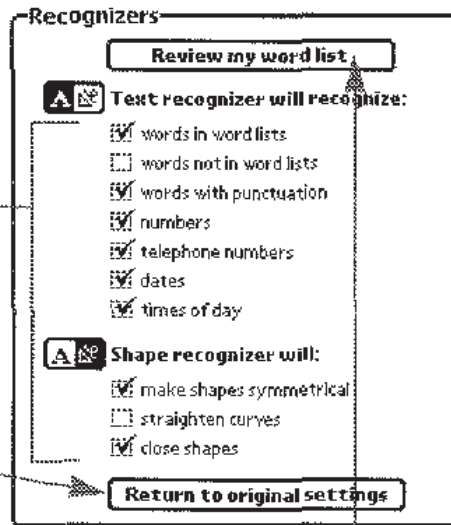 Recognizers
Review my word list
A Text recognizer will recognize:
words in word lists
words not in word lists
words with punctuation
numbers
telephone numbers
dates
times of day
A Shape recognizer will:
make shapes symmetrical
straighten curves
close shapes
Return to original settings